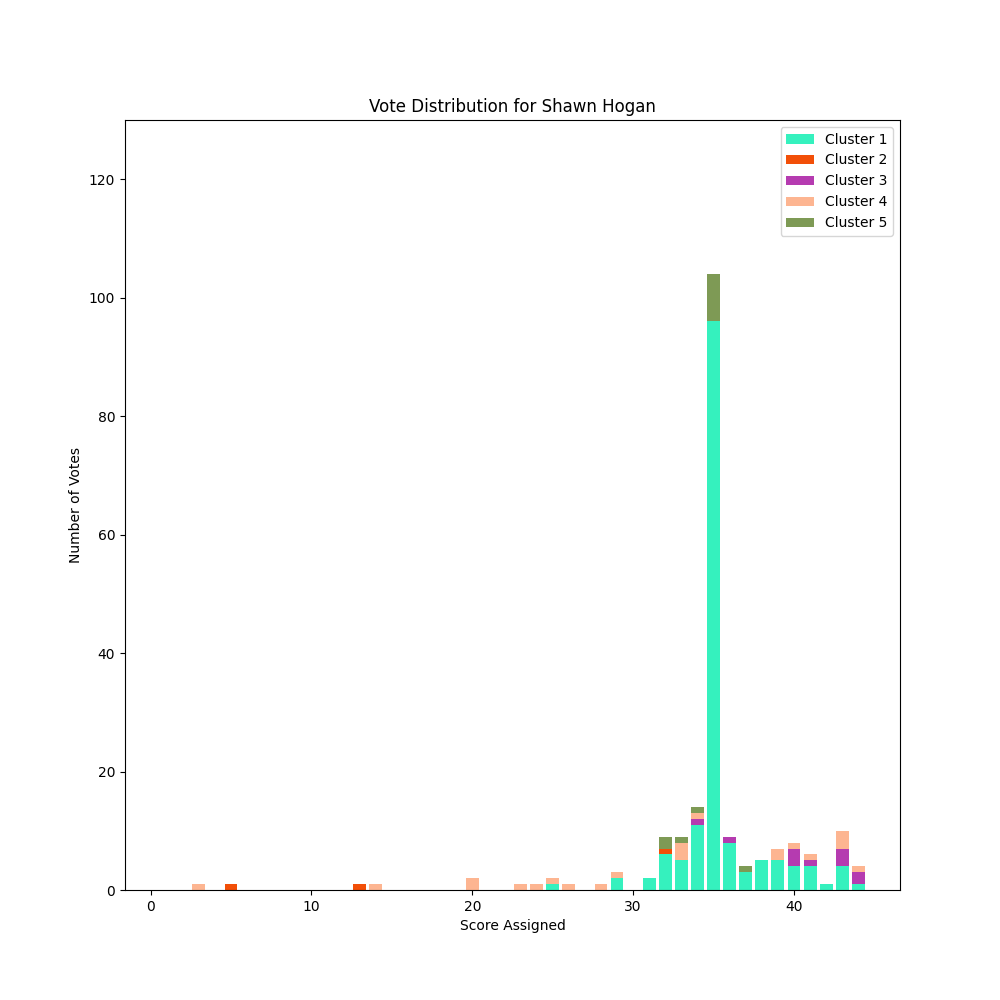 Vote Distribution for Shawn Hogan
Cluster 1
Cluster 2
Cluster 3
Cluster 4
Cluster 5
120
100
80
60
40
20
0
Number of Votes
0 10 20 30 40
Score Assigned